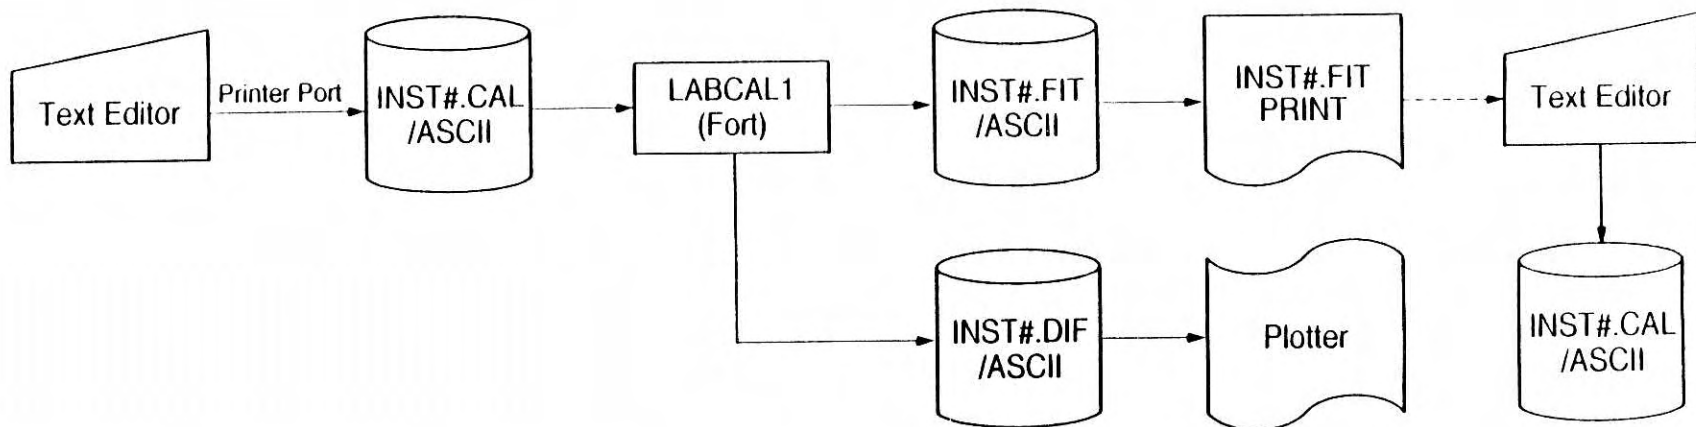 Text Editor
Printer Port
INST#.CAL
/ASCII
LABCAL1
(Fort)
INST#.FIT
/ASCII
INST#.FIT
PRINT
Text Editor
INST#.DIF
/ASCII
Plotter
INST#.CAL
/ASCII